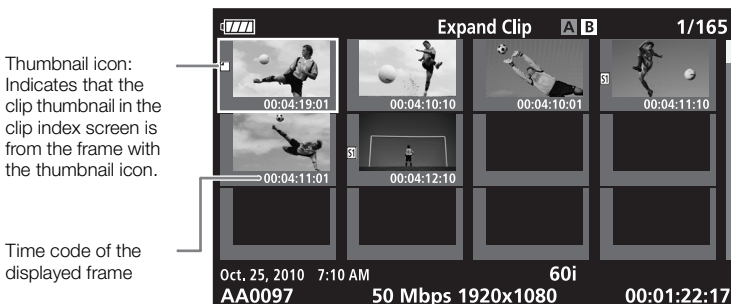 Expand Clip A B 1/165
Thumbnail icon:
Indicates that the
clip thumbnail in the
clip index screen is
from the frame with
the thumbnail icon.
00:04:19:01 00:04:10:10 00:04:10:01 S1 00:04:11:10
00:04:11:01 S1 00:04:12:10
Time code of the
displayed frame
Oct. 25, 2010 7:10 AM 60i
AA0097 50 Mbps 1920x1080 00:01:22:17